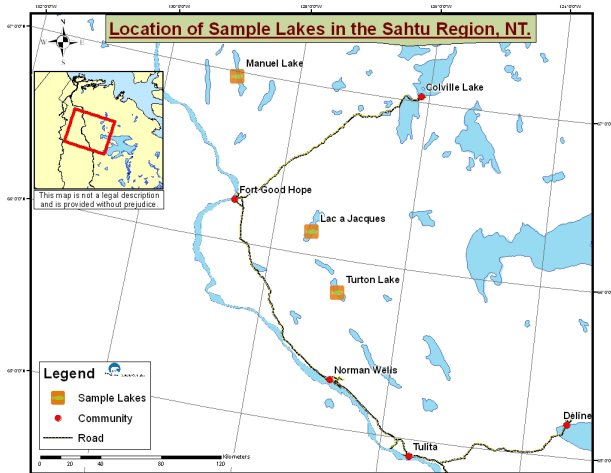 Location of Sample Lakes in the Sahtu Region, NT.
N
W E
S
Manuel Lake
Colville Lake
This map is not a legal description
and is provided without prejudice.
Fort Good Hope
Lac a Jacques
Turton Lake
Norman Wells
Legend
Sample Lakes
Community
Road
Déline
Tulita
0 20 40 80 120
Kilometers